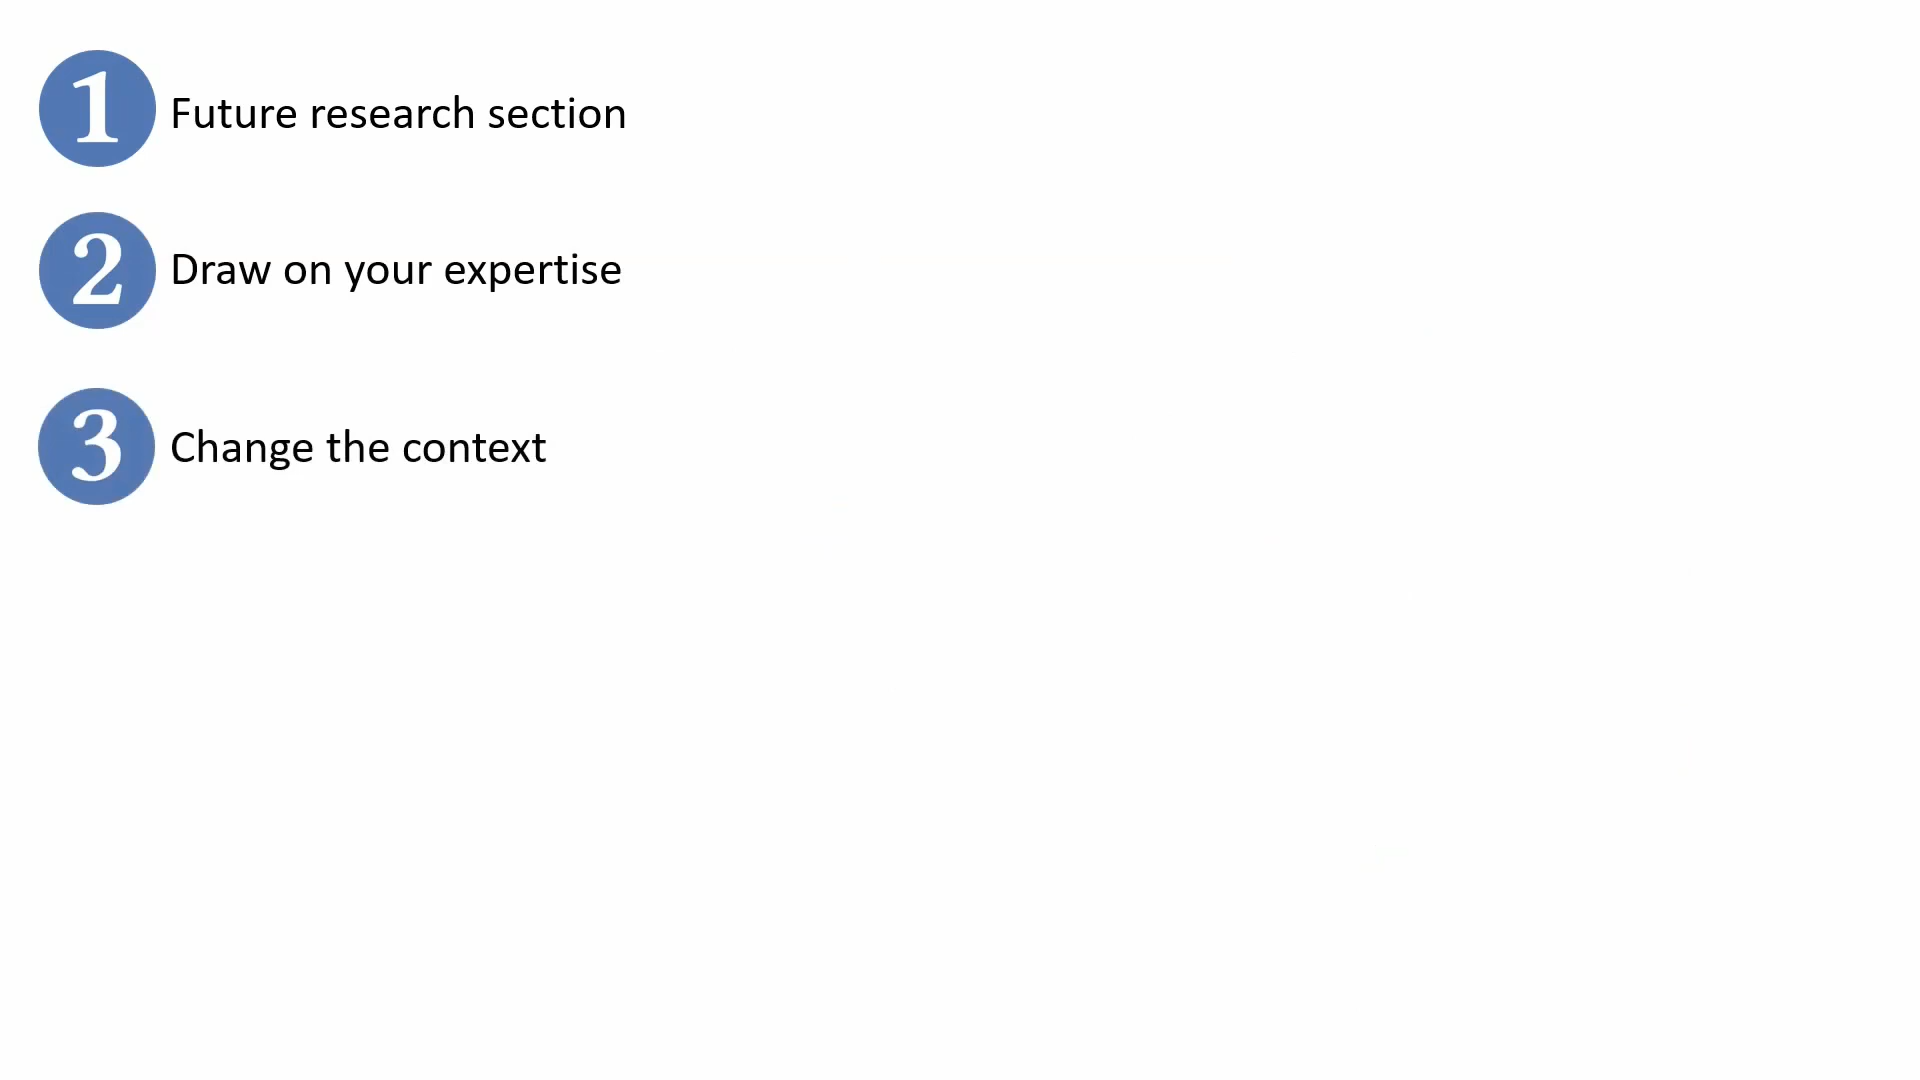 1 Future research section
2 Draw on your expertise
3 Change the context